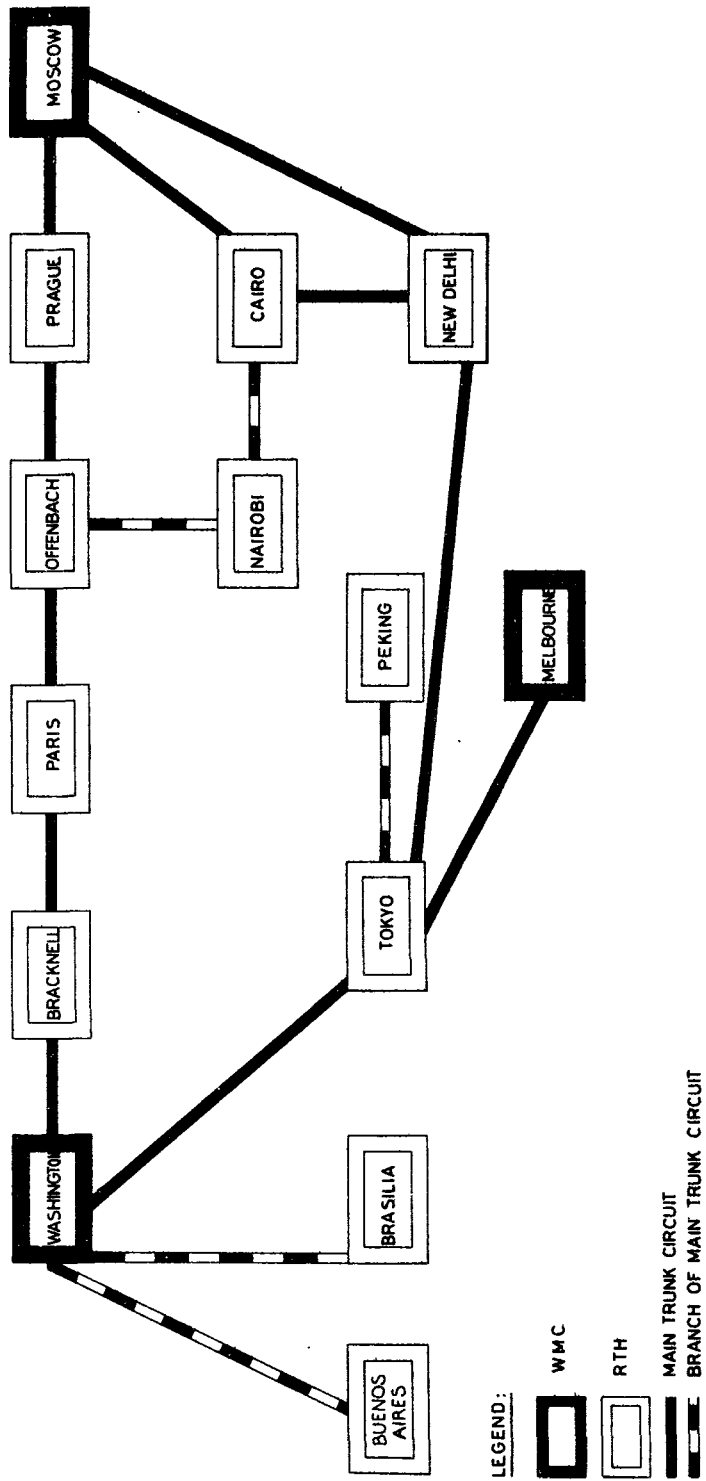 WASHINGTON
BRACKNELL
PARIS
OFFENBACH
PRAGUE
MOSCOW
NAIROBI
CAIRO
BUENOS
AIRES
BRASILIA
TOKYO
PEKING
NEW DELHI
MELBOURNE
LEGEND:
WMC
RTH
MAIN TRUNK CIRCUIT
BRANCH OF MAIN TRUNK CIRCUIT